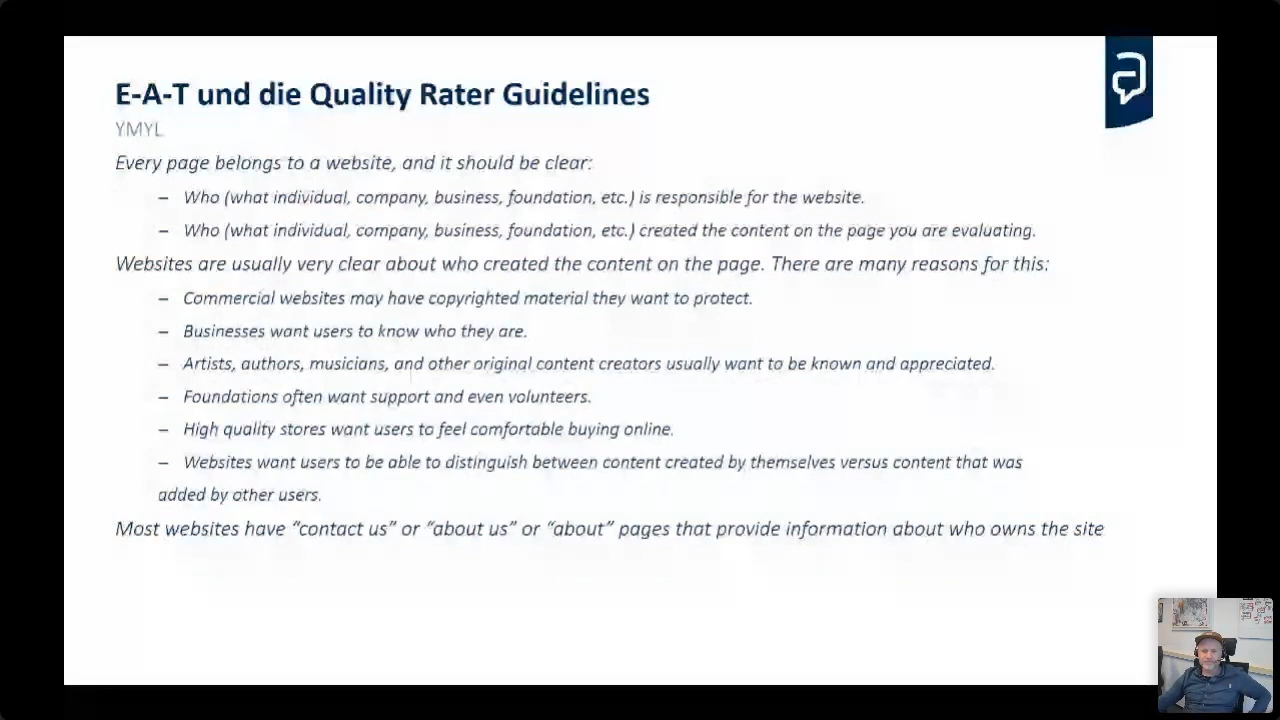 E-A-T und die Quality Rater Guidelines
YMYL
Every page belongs to a website, and it should be clear:
– Who (what individual, company, business, foundation, etc.) is responsible for the website.
– Who (what individual, company, business, foundation, etc.) created the content on the page you are evaluating.
Websites are usually very clear about who created the content on the page. There are many reasons for this:
– Commercial websites may have copyrighted material they want to protect.
– Businesses want users to know who they are.
– Artists, authors, musicians, and other original content creators usually want to be known and appreciated.
– Foundations often want support and even volunteers.
– High quality stores want users to feel comfortable buying online.
– Websites want users to be able to distinguish between content created by themselves versus content that was
added by other users.
Most websites have “contact us” or “about us” or “about” pages that provide information about who owns the site